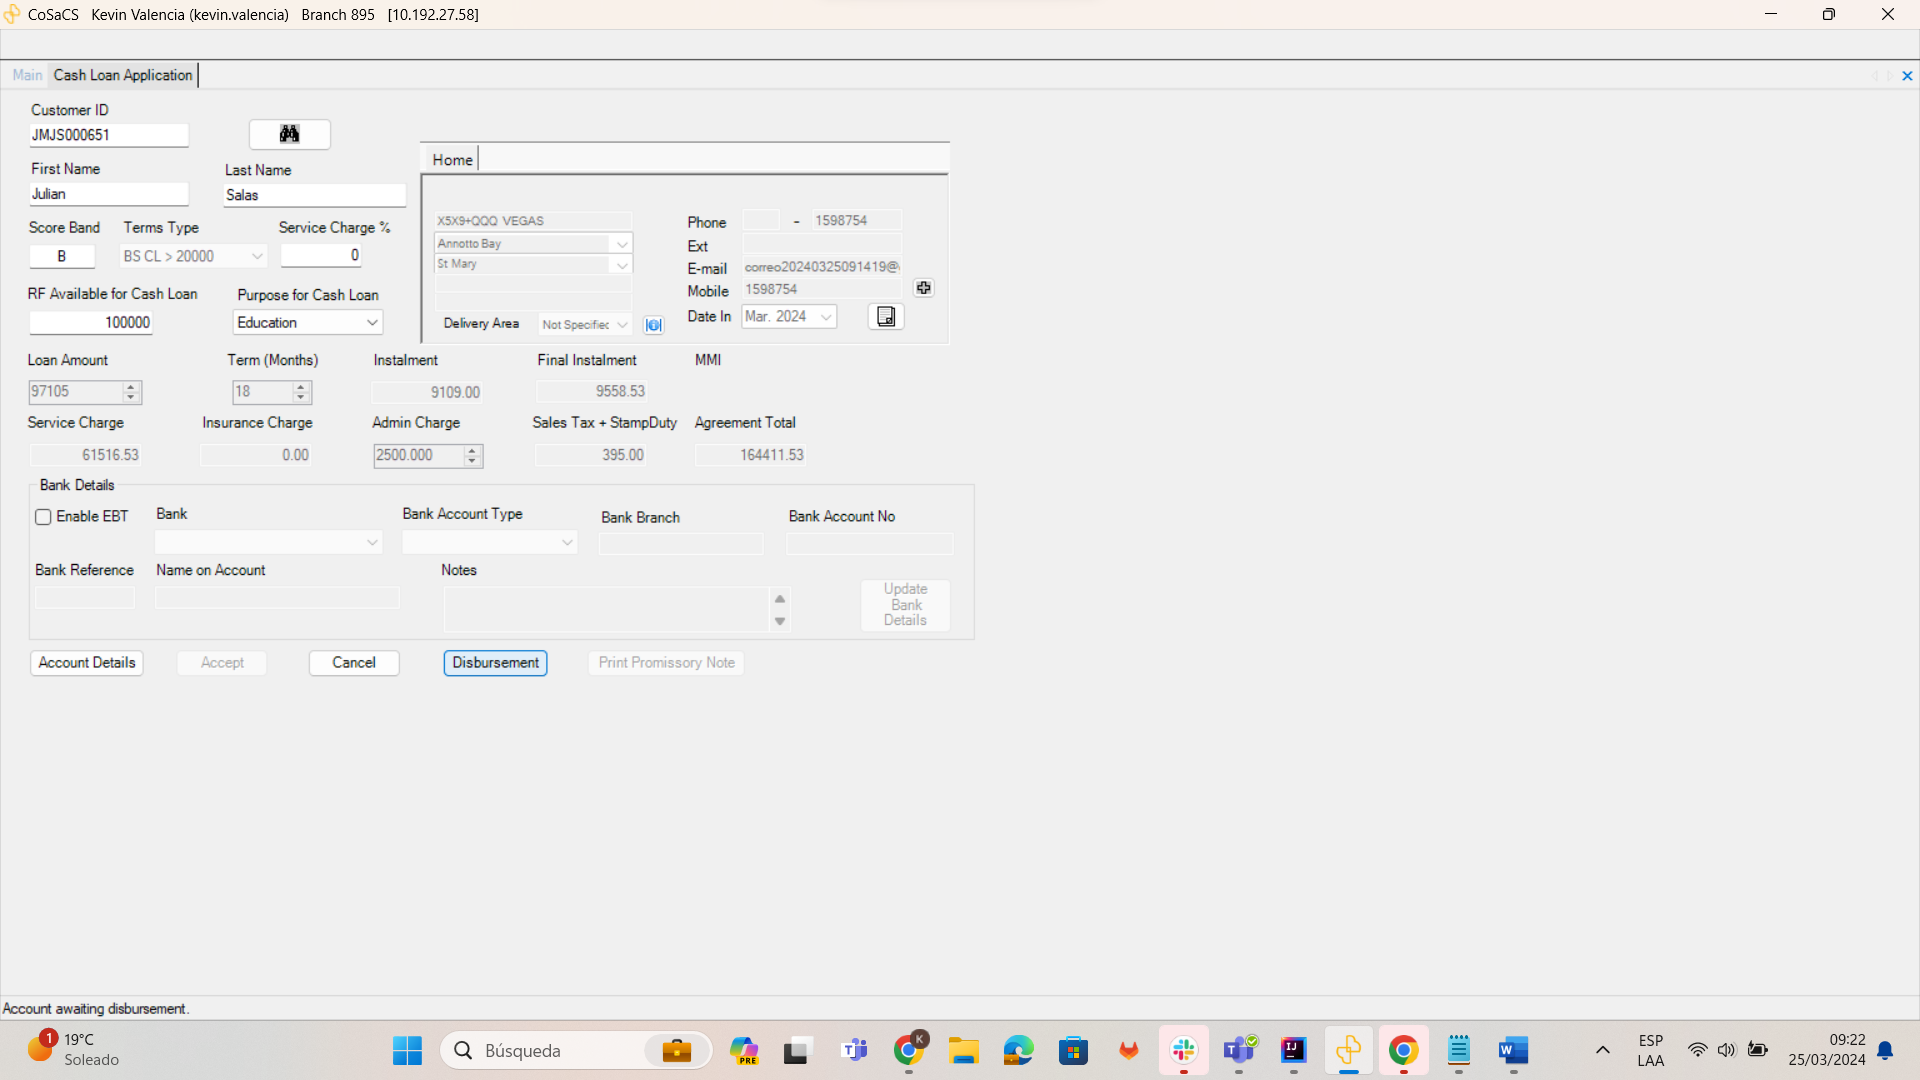 CoSaCS Kevin Valencia (kevin.valencia) Branch 895 [10.192.27.58]
Main Cash Loan Application
Customer ID
JMJS000651
First Name Last Name
Julian Salas
Score Band Terms Type Service Charge %
B BS CL > 20000 0
RF Available for Cash Loan Purpose for Cash Loan
100000 Education
Home
X5X9+QQQ VEGAS
Annotto Bay
St Mary
Delivery Area Not Specified
Phone - 1598754
Ext
E-mail correo20240325091419@
Mobile 1598754
Date In Mar. 2024
Loan Amount Term (Months) Instalment Final Instalment MMI
97105 18 9109.00 9558.53
Service Charge Insurance Charge Admin Charge Sales Tax + StampDuty Agreement Total
61516.53 0.00 2500.000 395.00 164411.53
Bank Details
Enable EBT Bank Bank Account Type Bank Branch Bank Account No
Bank Reference Name on Account Notes
Update
Bank
Details
Account Details Accept Cancel Disbursement Print Promissory Note
Account awaiting disbursement.
1 19°C
Soleado
Búsqueda
PRE
K
IJ
ESP
LAA
09:22
25/03/2024